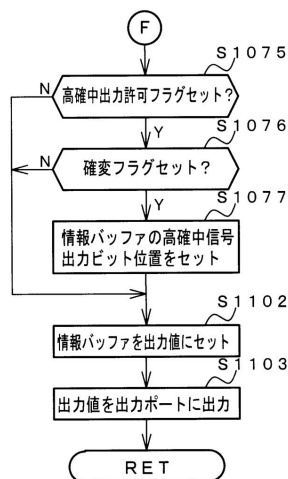 F
S1075
高確中出力許可フラグセット?
N
Y
S1076
確変フラグセット?
N
Y
S1077
情報バッファの高確中信号
出力ビット位置をセット
S1102
情報バッファを出力値にセット
S1103
出力値を出力ポートに出力
RET